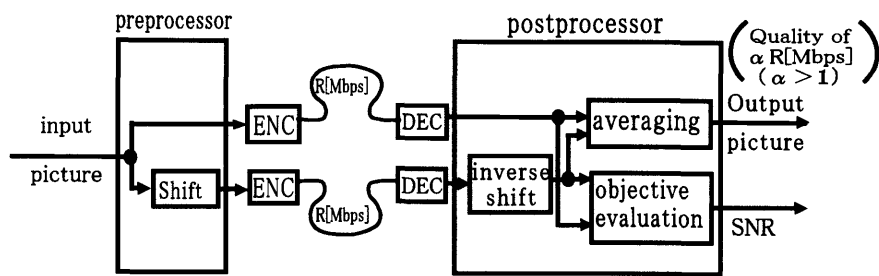 preprocessor
postprocessor
Quality of
α R[Mbps]
( α > 1 )
R[Mbps]
input
picture
ENC
DEC
averaging
Output
picture
Shift
ENC
DEC
inverse
shift
objective
evaluation
R[Mbps]
SNR